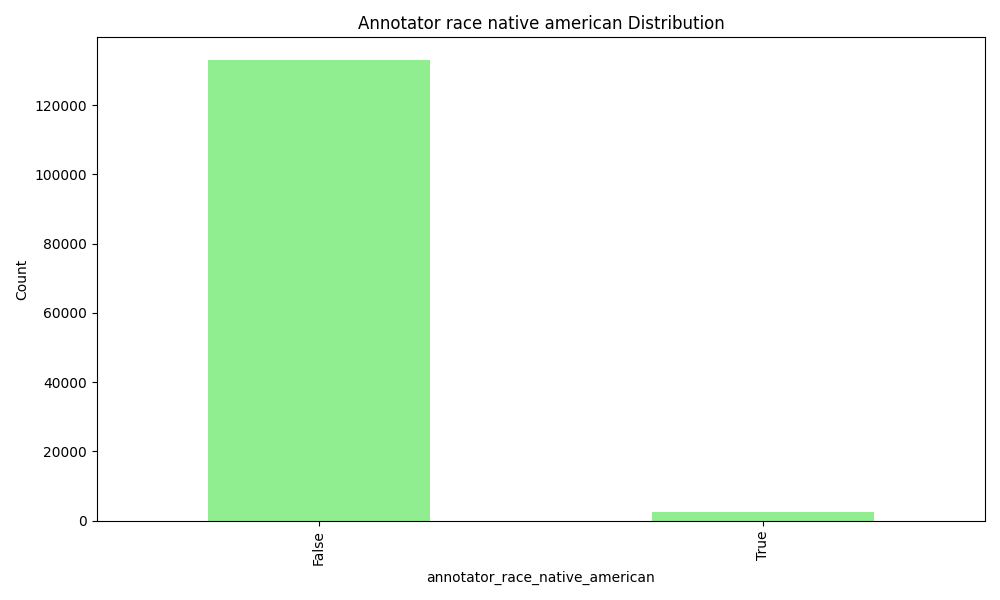 Annotator race native american Distribution
120000
100000
80000
60000
40000
20000
0
Count
False
True
annotator_race_native_american